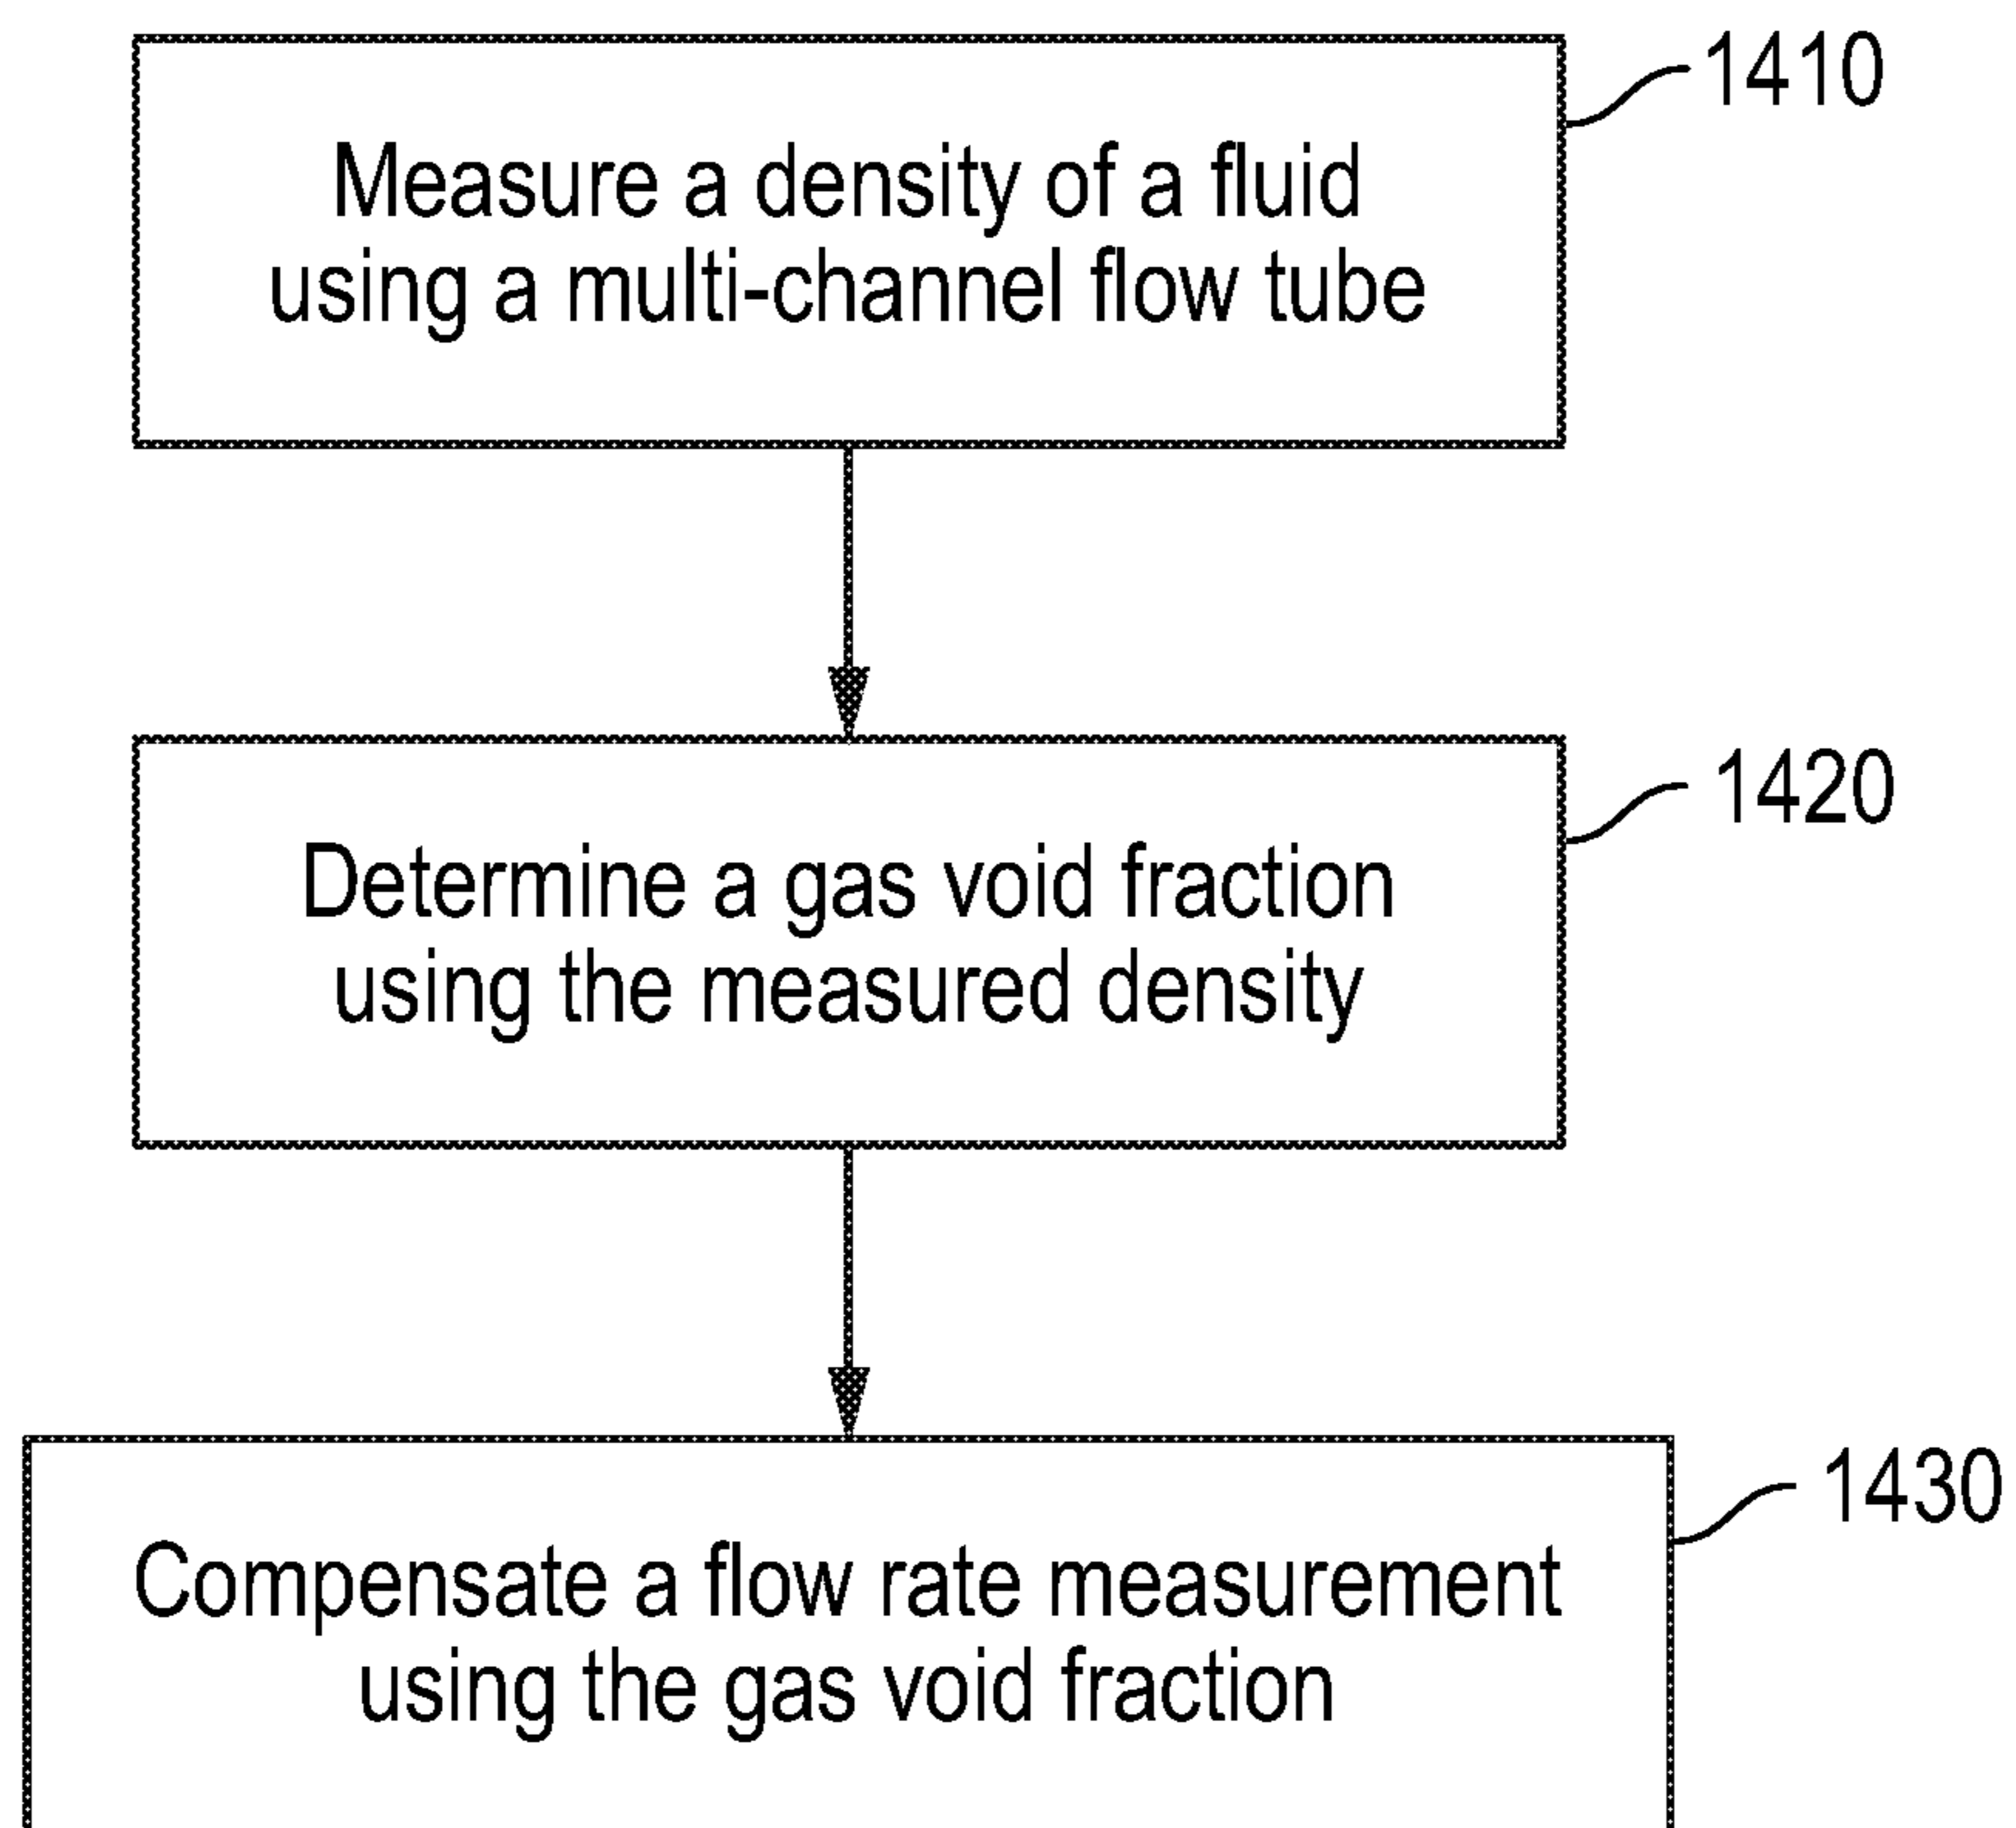 1410
Measure a density of a fluid
using a multi-channel flow tube
1420
Determine a gas void fraction
using the measured density
1430
Compensate a flow rate measurement
using the gas void fraction